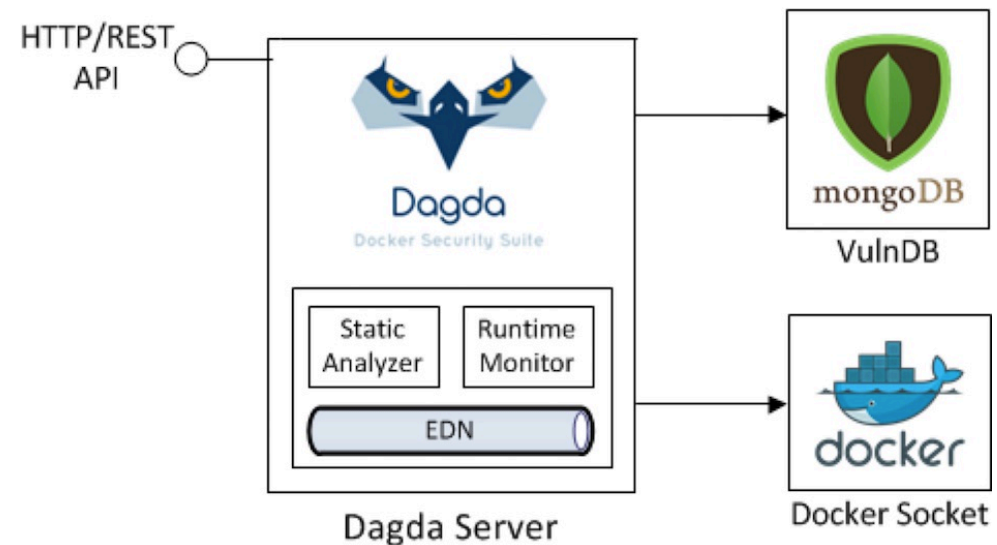 HTTP/REST
API
Dagda
Docker Security Suite
Static
Analyzer
Runtime
Monitor
EDN
Dagda Server
mongoDB
VulnDB
docker
Docker Socket